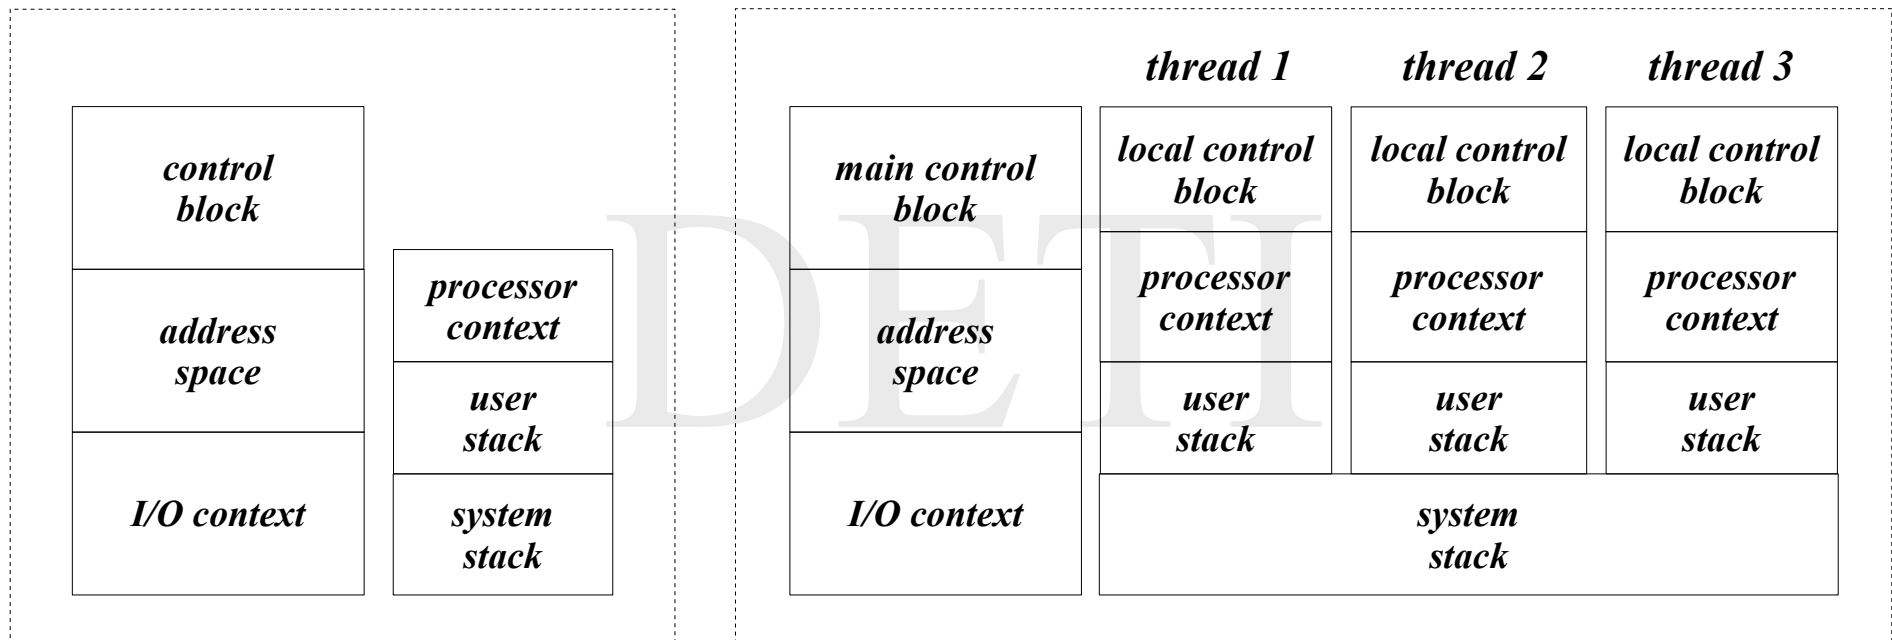 thread 1 thread 2 thread 3
control
block
processor
context
address
space
user
stack
I/O context
system
stack
main control
block
local control
block
local control
block
local control
block
address
space
processor
context
processor
context
processor
context
user
stack
user
stack
user
stack
I/O context
system
stack
DETI